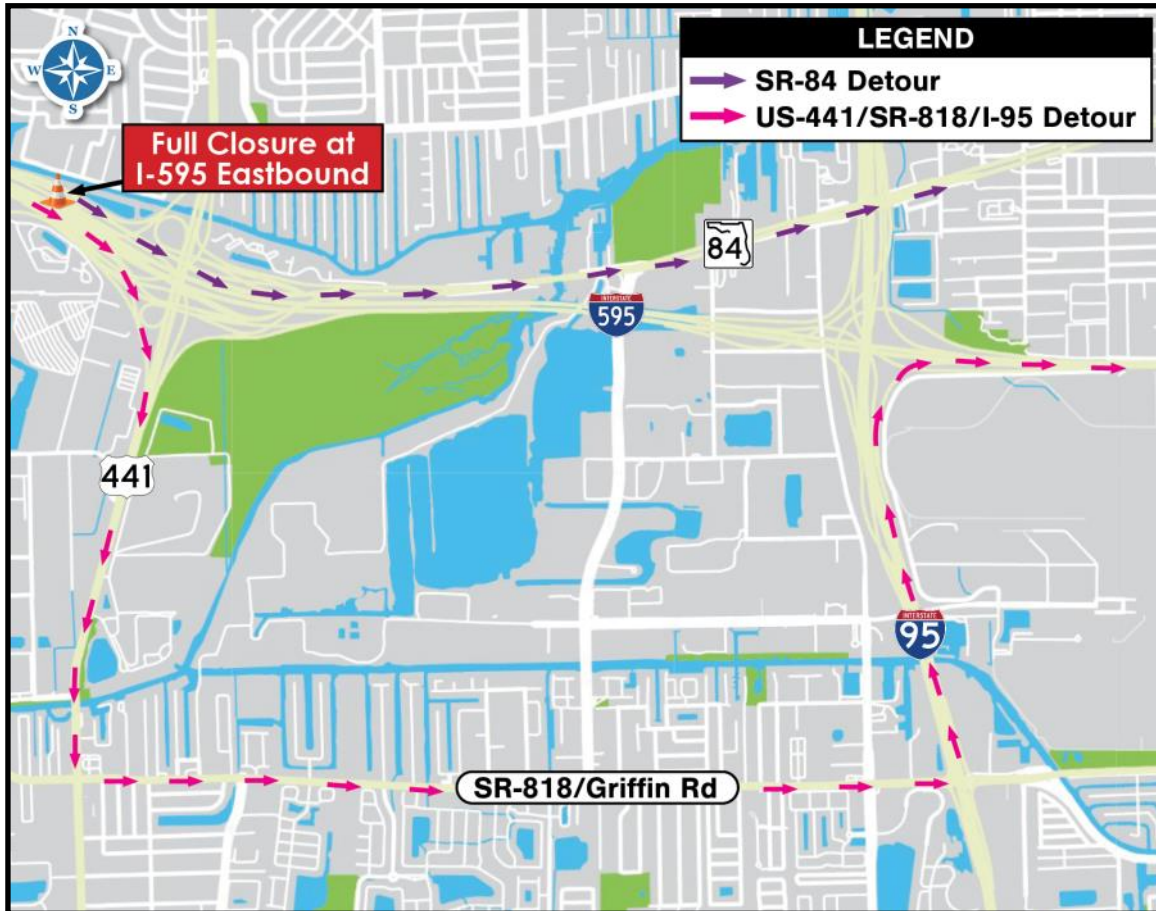 N
W E
S
LEGEND
SR-84 Detour
US-441/SR-818/I-95 Detour
Full Closure at
I-595 Eastbound
84
INTERSTATE
595
441
INTERSTATE
95
SR-818/Griffin Rd